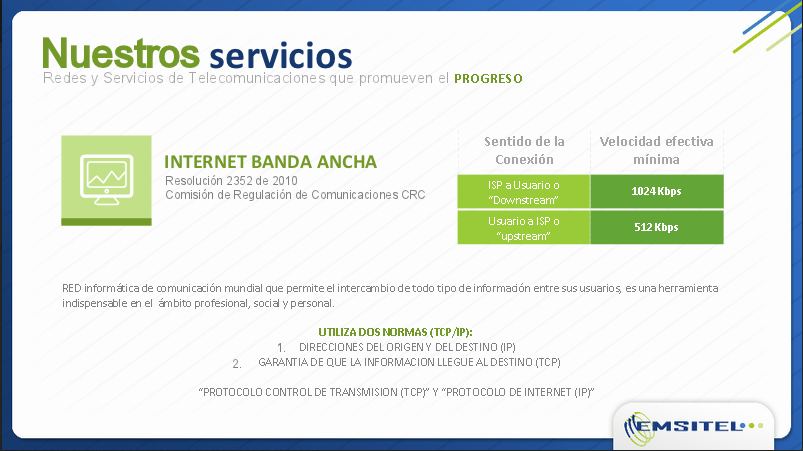 Nuestros servicios
Redes y Servicios de Telecomunicaciones que promueven el PROGRESO
INTERNET BANDA ANCHA
Resolución 2352 de 2010
Comisión de Regulación de Comunicaciones CRC
Sentido de la Conexión
Velocidad efectiva mínima
ISP a Usuario o "Downstream"
1024 Kbps
Usuario a ISP o "upstream"
512 Kbps
RED informática de comunicación mundial que permite el intercambio de todo tipo de información entre sus usuarios, es una herramienta
indispensable en el ámbito profesional, social y personal.
UTILIZA DOS NORMAS (TCP/IP):
1. DIRECCIONES DEL ORIGEN Y DEL DESTINO (IP)
2. GARANTIA DE QUE LA INFORMACION LLEGUE AL DESTINO (TCP)
"PROTOCOLO CONTROL DE TRANSMISION (TCP)" Y "PROTOCOLO DE INTERNET (IP)"
EMSITEL